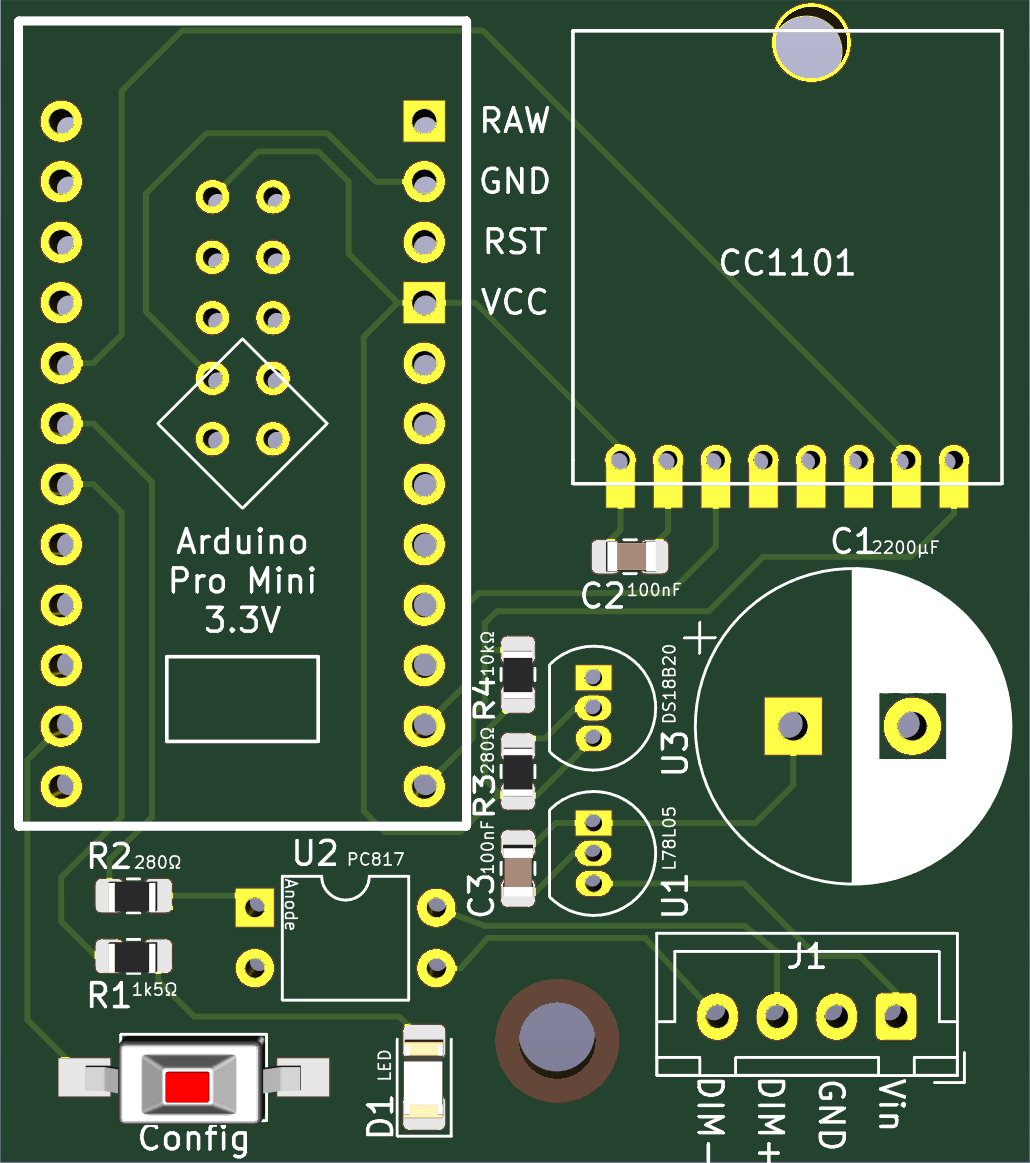 RAW
GND
RST
VCC
CC1101
Arduino
Pro Mini
3.3V
C1 2200µF
C2 100nF
R4 10kΩ
U3 DS18B20
R3 280Ω
C3 100nF
U1 L78L05
R2 280Ω
U2 PC817
Anode
R1 1k5Ω
J1
Config
D1 LED
DIM-
DIM+
GND
Vin
+